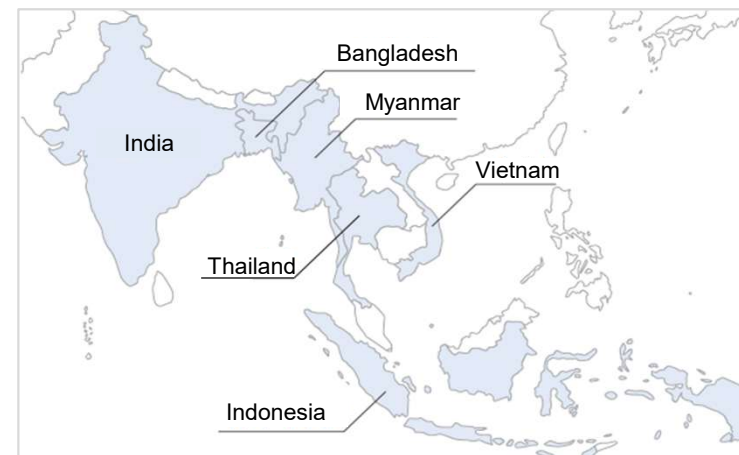 Bangladesh
Myanmar
India
Vietnam
Thailand
Indonesia